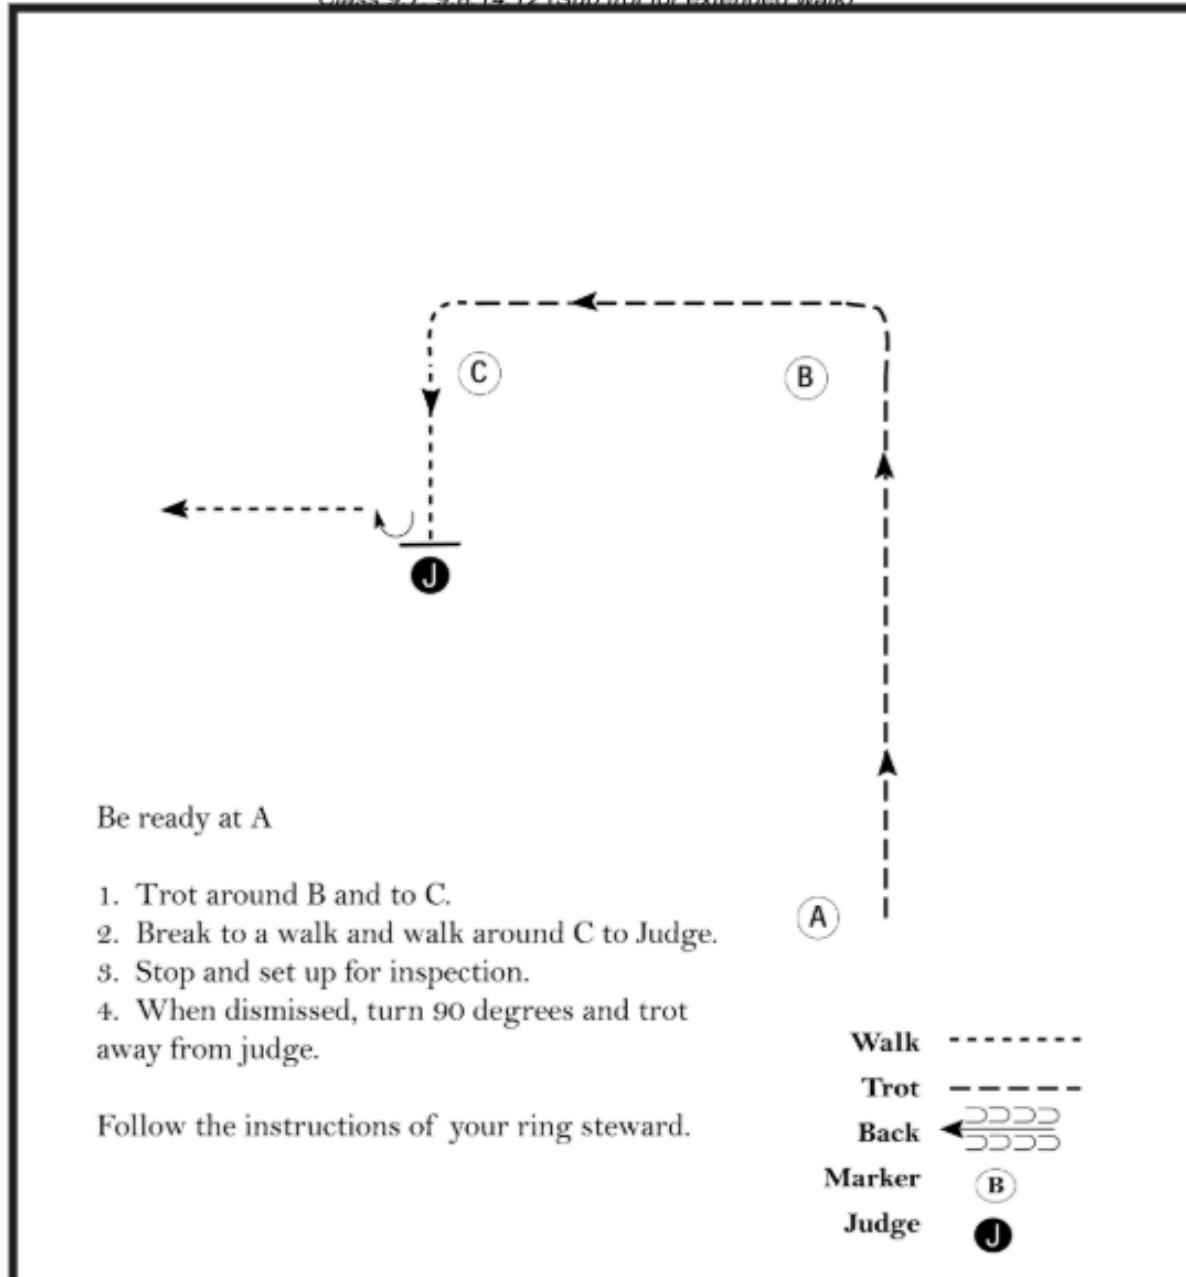 C
B
J
Be ready at A
1. Trot around B and to C.
A
2. Break to a walk and walk around C to Judge.
3. Stop and set up for inspection.
4. When dismissed, turn 90 degrees and trot
away from judge.
Follow the instructions of your ring steward.
Walk
Trot
Back
Marker B
Judge J